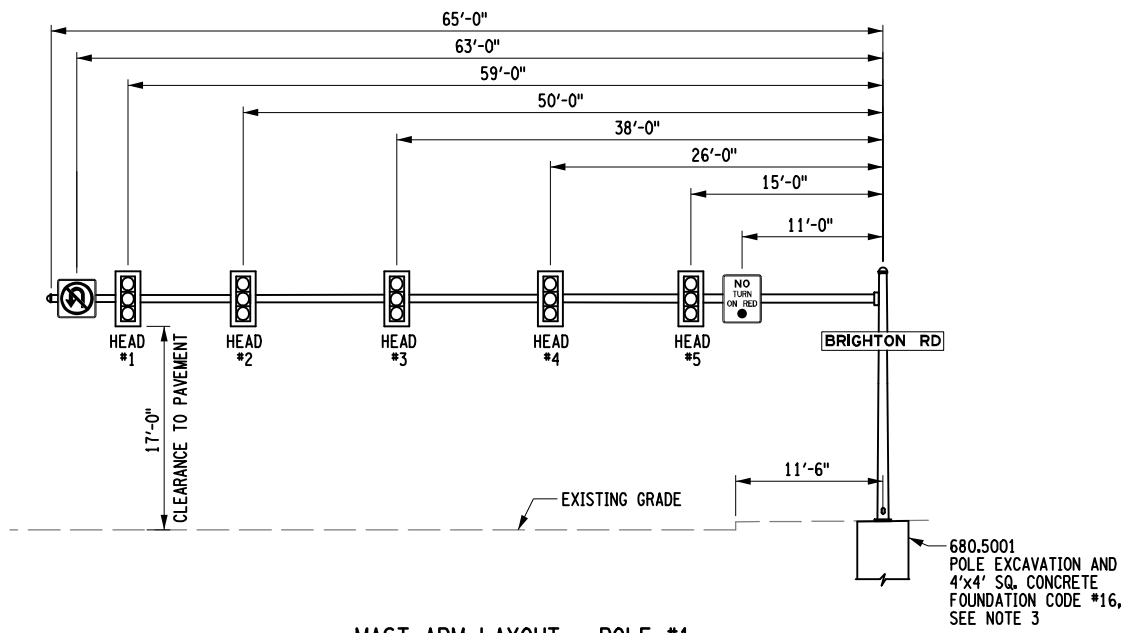 65'-0"
63'-0"
59'-0"
50'-0"
38'-0"
26'-0"
15'-0"
11'-0"
NO
TURN
ON RED
HEAD
#1
HEAD
#2
HEAD
#3
HEAD
#4
HEAD
#5
BRIGHTON RD
17'-0"
CLEARANCE TO PAVEMENT
11'-6"
EXISTING GRADE
680.5001
POLE EXCAVATION AND
4'x4' SQ. CONCRETE
FOUNDATION CODE #16,
SEE NOTE 3